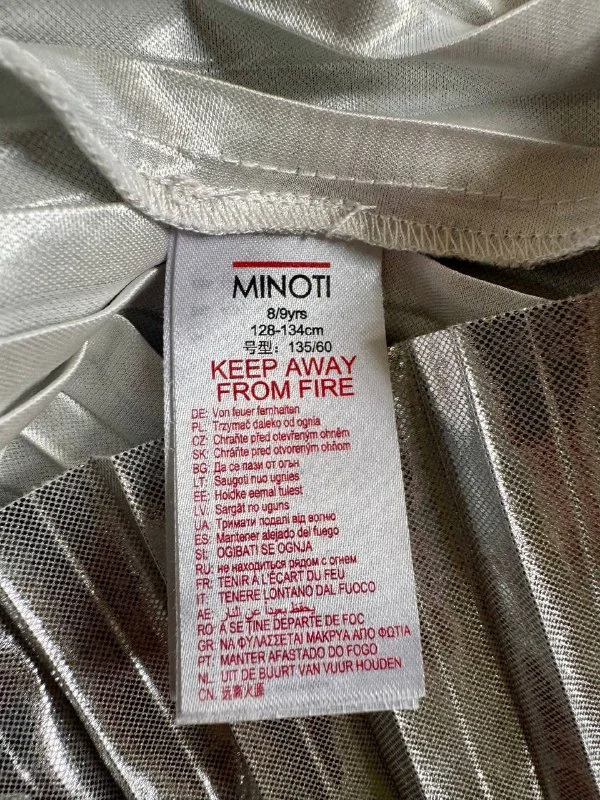 MINOTI
8/9yrs
128-134cm
号型: 135/60
KEEP AWAY
FROM FIRE
DE: Von feuer fernhalten
PL: Trzymać daleko od ognia
CZ: Chraňte před otevřeným ohněm
SK: Chráňte pred otvoreným ohňom
BG: Да се пази от огън
LT: Saugoti nuo ugnies
EE: Hoidke eemal tulest
LV: Sargāt no uguns
UA: Тримати подалі від вогню
ES: Mantener alejado del fuego
SI: OGIBATI SE OGNJA
RU: не находиться рядом с огнем
FR: TENIR À L'ÉCART DU FEU
IT: TENERE LONTANO DAL FUOCO
AE: يحفظ بعيدا عن النار
RO: A SE TINE DEPARTE DE FOC
GR: ΝΑ ΦΥΛΑΣΣΕΤΑΙ ΜΑΚΡΥΑ ΑΠΟ ΦΩΤΙΑ
PT: MANTER AFASTADO DO FOGO
NL: UIT DE BUURT VAN VUUR HOUDEN
CN: 远离火源